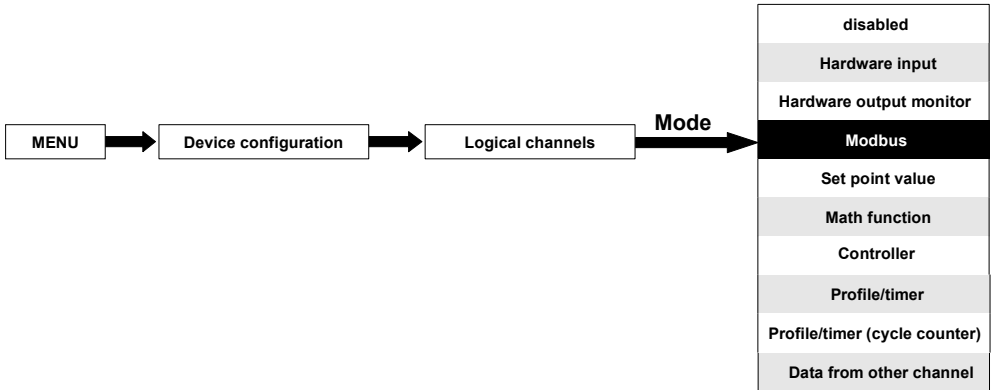 MENU
Device configuration
Logical channels
Mode
disabled
Hardware input
Hardware output monitor
Modbus
Set point value
Math function
Controller
Profile/timer
Profile/timer (cycle counter)
Data from other channel